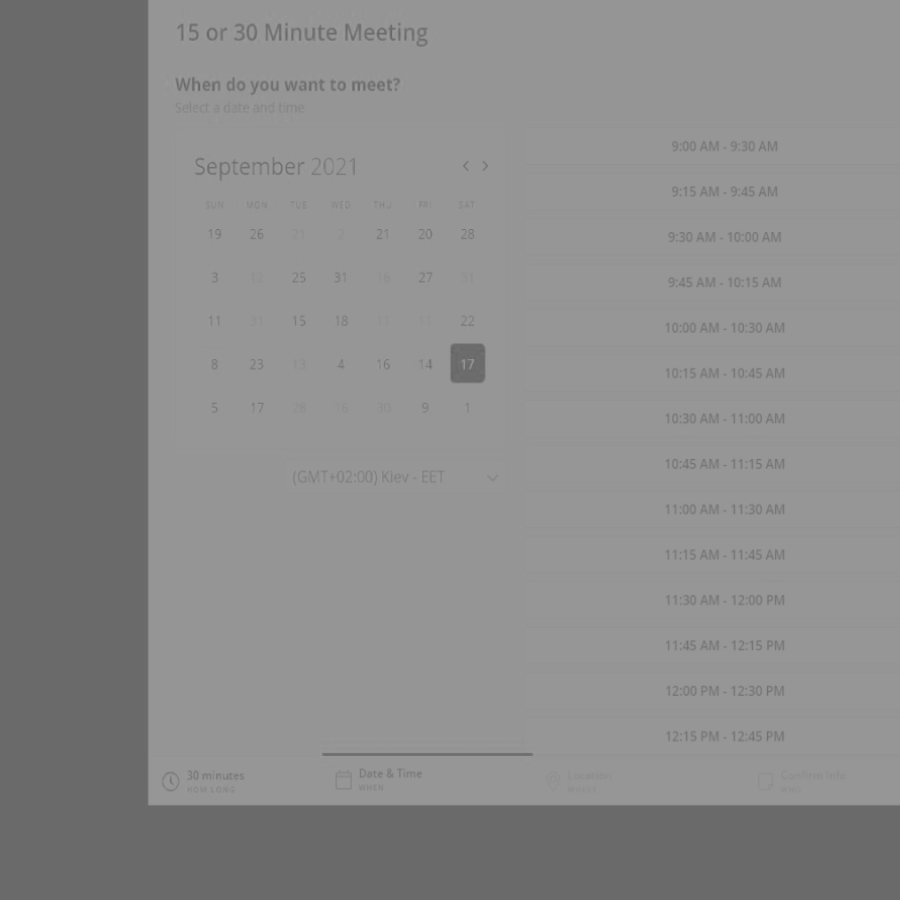 15 or 30 Minute Meeting
When do you want to meet?
Select a date and time
September 2021
SUN MON TUE WED THU FRI SAT
19 26 21 2 21 20 28
3 12 25 31 16 27
11 31 15 18 11 22
8 23 13 4 16 14 17
5 17 28 16 30 9 1
(GMT+02:00) Kiev - EET
9:00 AM - 9:30 AM
9:15 AM - 9:45 AM
9:30 AM - 10:00 AM
9:45 AM - 10:15 AM
10:00 AM - 10:30 AM
10:15 AM - 10:45 AM
10:30 AM - 11:00 AM
10:45 AM - 11:15 AM
11:00 AM - 11:30 AM
11:15 AM - 11:45 AM
11:30 AM - 12:00 PM
11:45 AM - 12:15 PM
12:00 PM - 12:30 PM
12:15 PM - 12:45 PM
30 minutes
HOW LONG
Date & Time
WHEN
Location
WHERE
Confirm Info